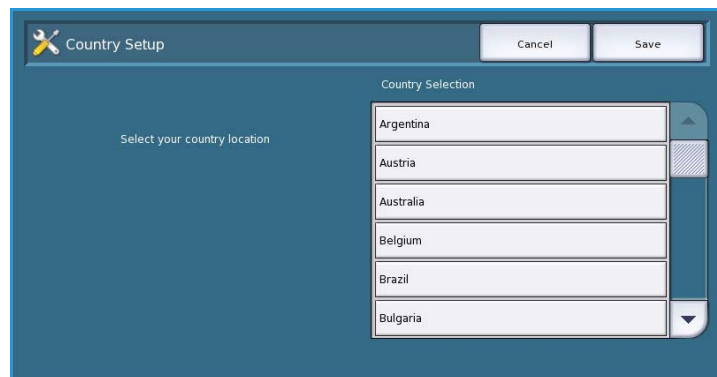 Country Setup
Cancel
Save
Country Selection
Select your country location
Argentina
Austria
Australia
Belgium
Brazil
Bulgaria